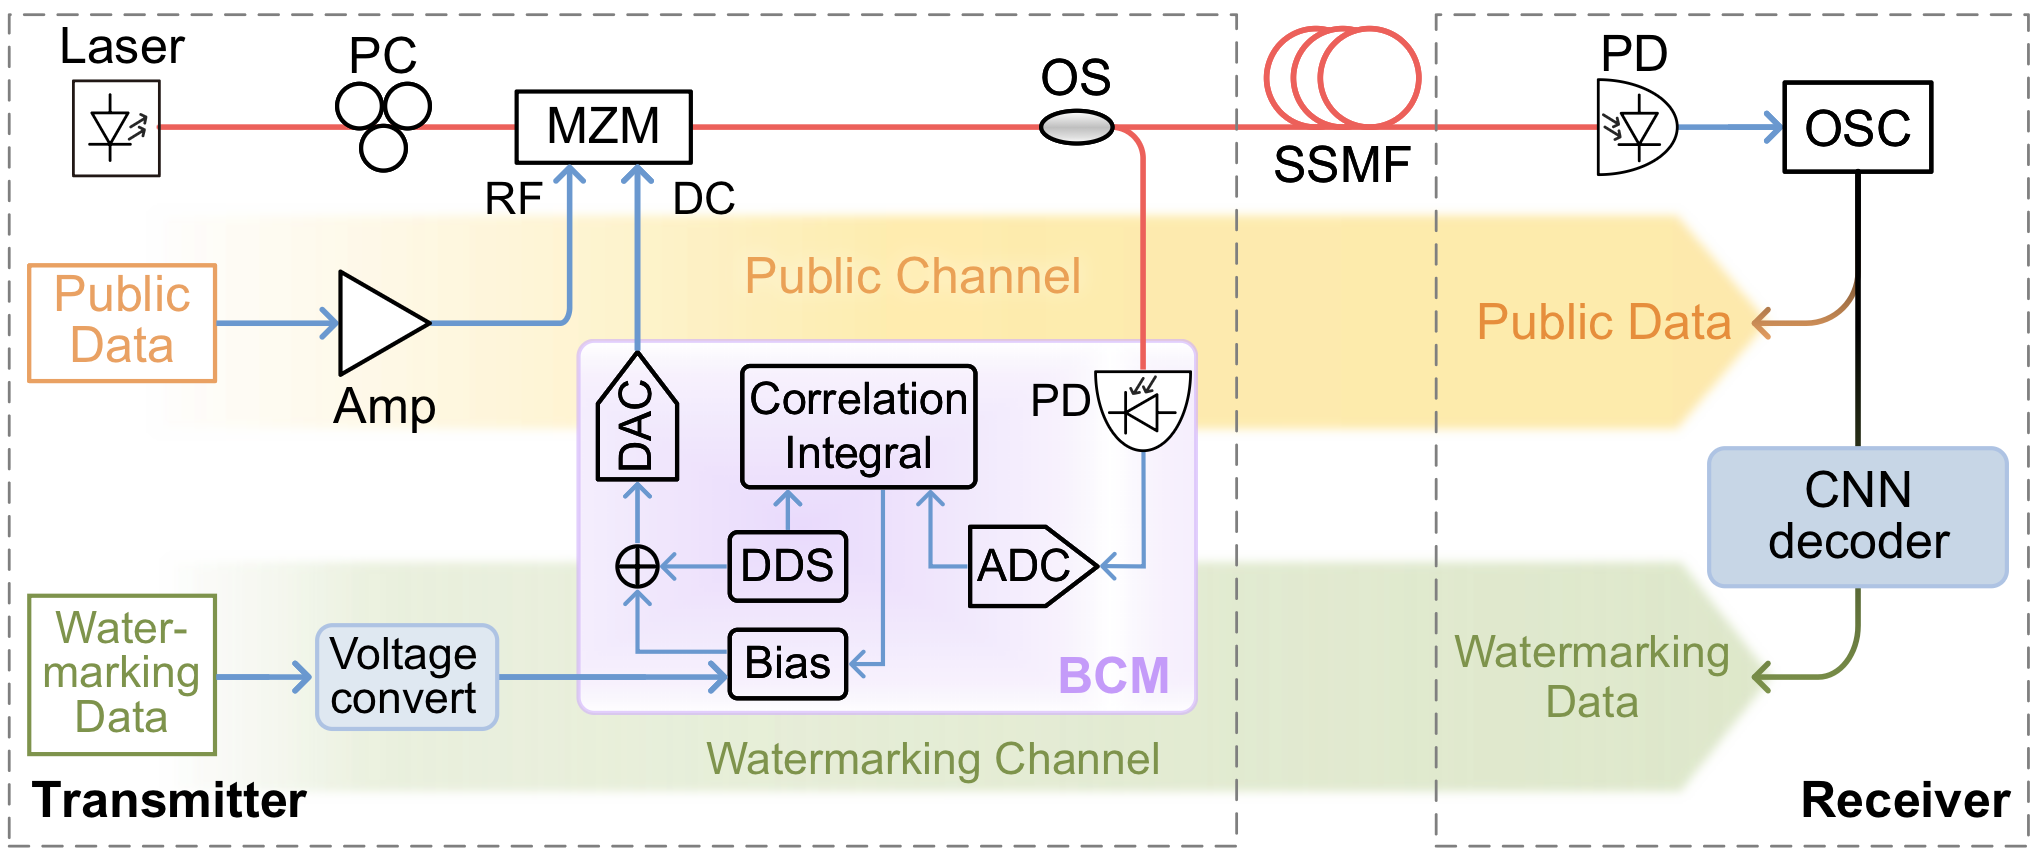 Laser
PC
MZM
OS
SSMF
PD
OSC
RF
DC
Public
Data
Amp
Public Channel
Public Data
DAC
Correlation
Integral
PD
DDS
ADC
Bias
BCM
CNN
decoder
Water-
marking
Data
Voltage
convert
Watermarking Channel
Watermarking
Data
Transmitter
Receiver